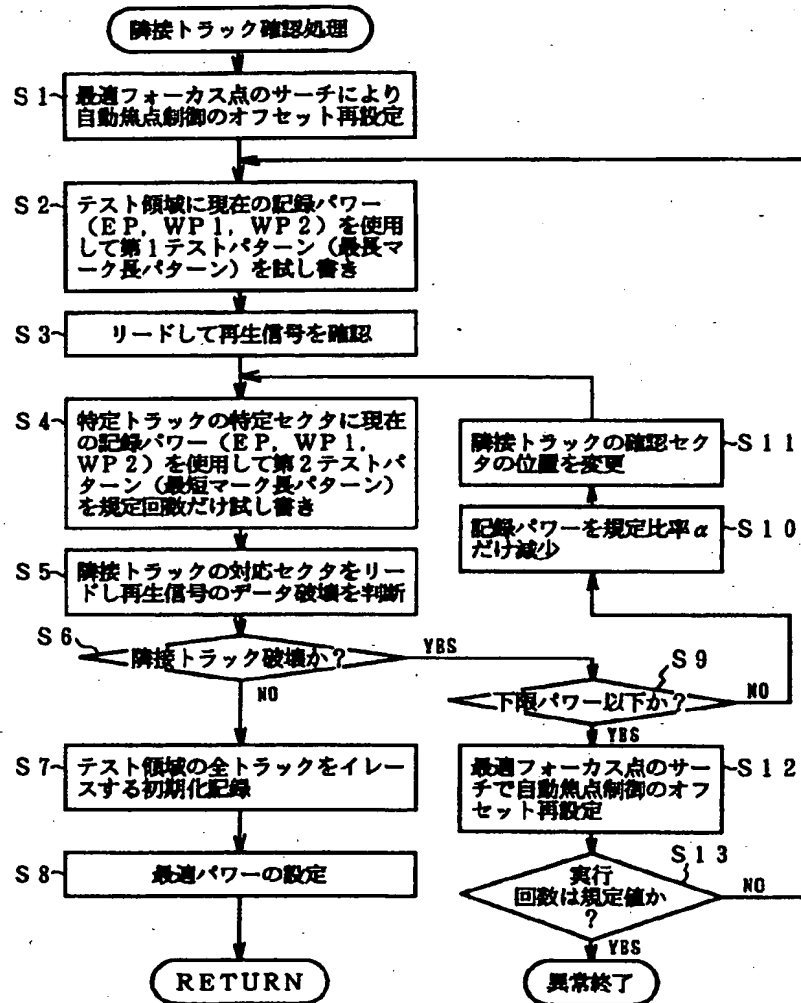 隣接トラック確認処理
S1
最適フォーカス点のサーチにより
自動焦点制御のオフセット再設定
S2
テスト領域に現在の記録パワー
(EP, WP1, WP2)を使用
して第1テストパターン(最長マ
ーク長パターン)を試し書き
S3
リードして再生信号を確認
S4
特定トラックの特定セクタに現在
の記録パワー(EP, WP1,
WP2)を使用して第2テストパ
ターン(最短マーク長パターン)
を規定回数だけ試し書き
S5
隣接トラックの対応セクタをリー
ドし再生信号のデータ破壊を判断
S6
隣接トラック破壊か?
YES
NO
S7
テスト領域の全トラックをイレー
スする初期化記録
S8
最適パワーの設定
RETURN
隣接トラックの確認セク
タの位置を変更
S11
記録パワーを規定比率α
だけ減少
S10
S9
下限パワー以下か?
NO
YES
最適フォーカス点のサー
チで自動焦点制御のオフ
セット再設定
S12
S13
実行
回数は規定値か
?
NO
YES
異常終了